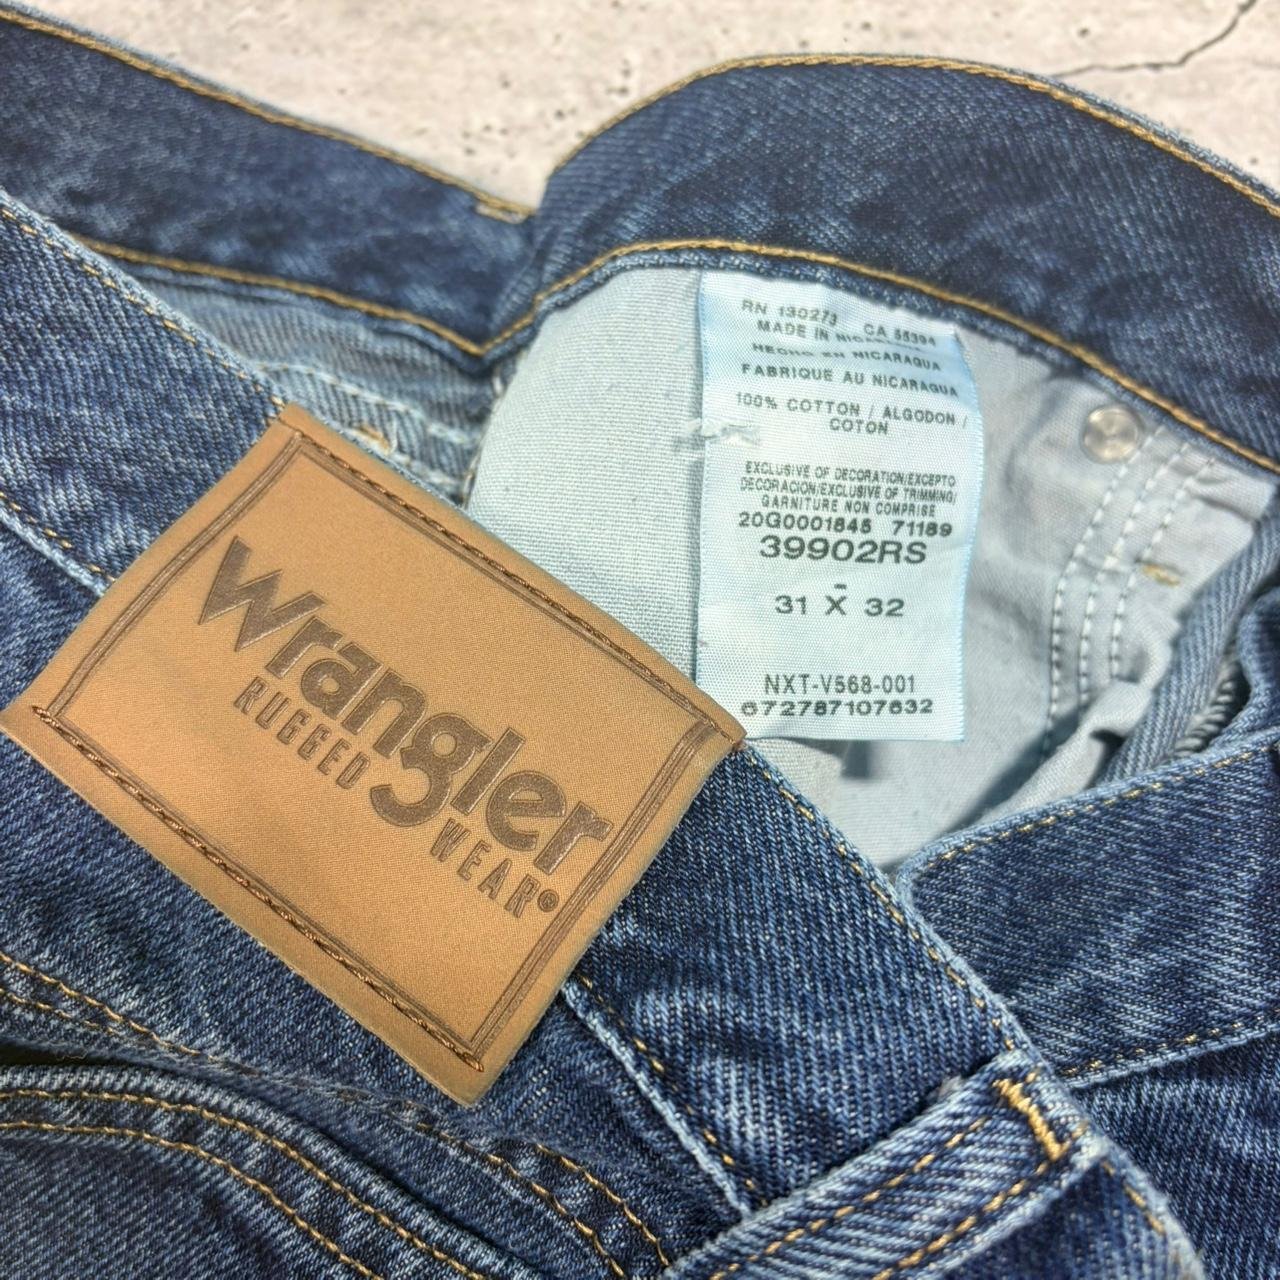 Wrangler
RUGGED WEAR®
RN 130273 CA 55394
MADE IN NICARAGUA
HECHO EN NICARAGUA
FABRIQUE AU NICARAGUA
100% COTTON / ALGODON /
COTON
EXCLUSIVE OF DECORATION/EXCEPTO
DECORACION/EXCLUSIVE OF TRIMMING/
GARNITURE NON COMPRISE
20G0001845 71189
39902RS
-
31 X 32
NXT-V568-001
672787107632